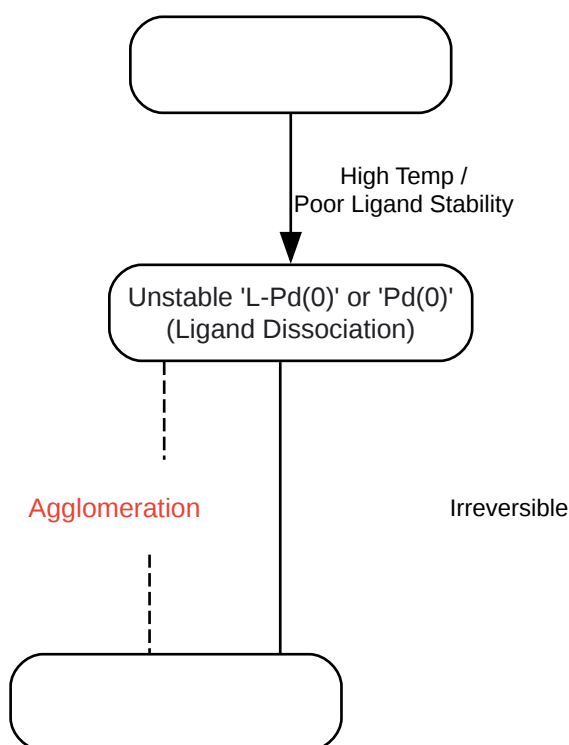 High Temp /
Poor Ligand Stability
Unstable 'L-Pd(0)' or 'Pd(0)'
(Ligand Dissociation)
Agglomeration
Irreversible